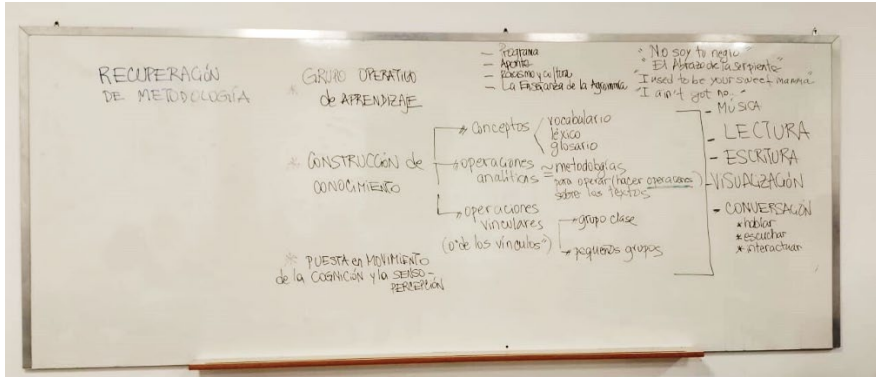 RECUPERACIÓN
DE METODOLOGÍA
* GRUPO OPERATIVO
de APRENDIZAJE
* CONSTRUCCIÓN de
CONOCIMIENTO
* PUESTA en MOVIMIENTO
de la COGNICIÓN y la SENSO-
PERCEPCIÓN
conceptos
vocabulario
léxico
glosario
operaciones
analíticas
≈ metodologías
para operar (hacer operaciones)
sobre los textos
operaciones
vinculares
(o "de los vínculos")
* grupo clase
pequeños grupos
— Programa
— Apuntes
— Racismo y cultura
— La Enseñanza de la Agronomía
"No soy tu negro"
"El Abrazo de la serpiente"
"I used to be your sweet mamma"
"I ain't got no..."
- MÚSICA
- LECTURA
- ESCRITURA
- VISUALIZACIÓN
- CONVERSACIÓN
* hablar
* escuchar
* interactuar